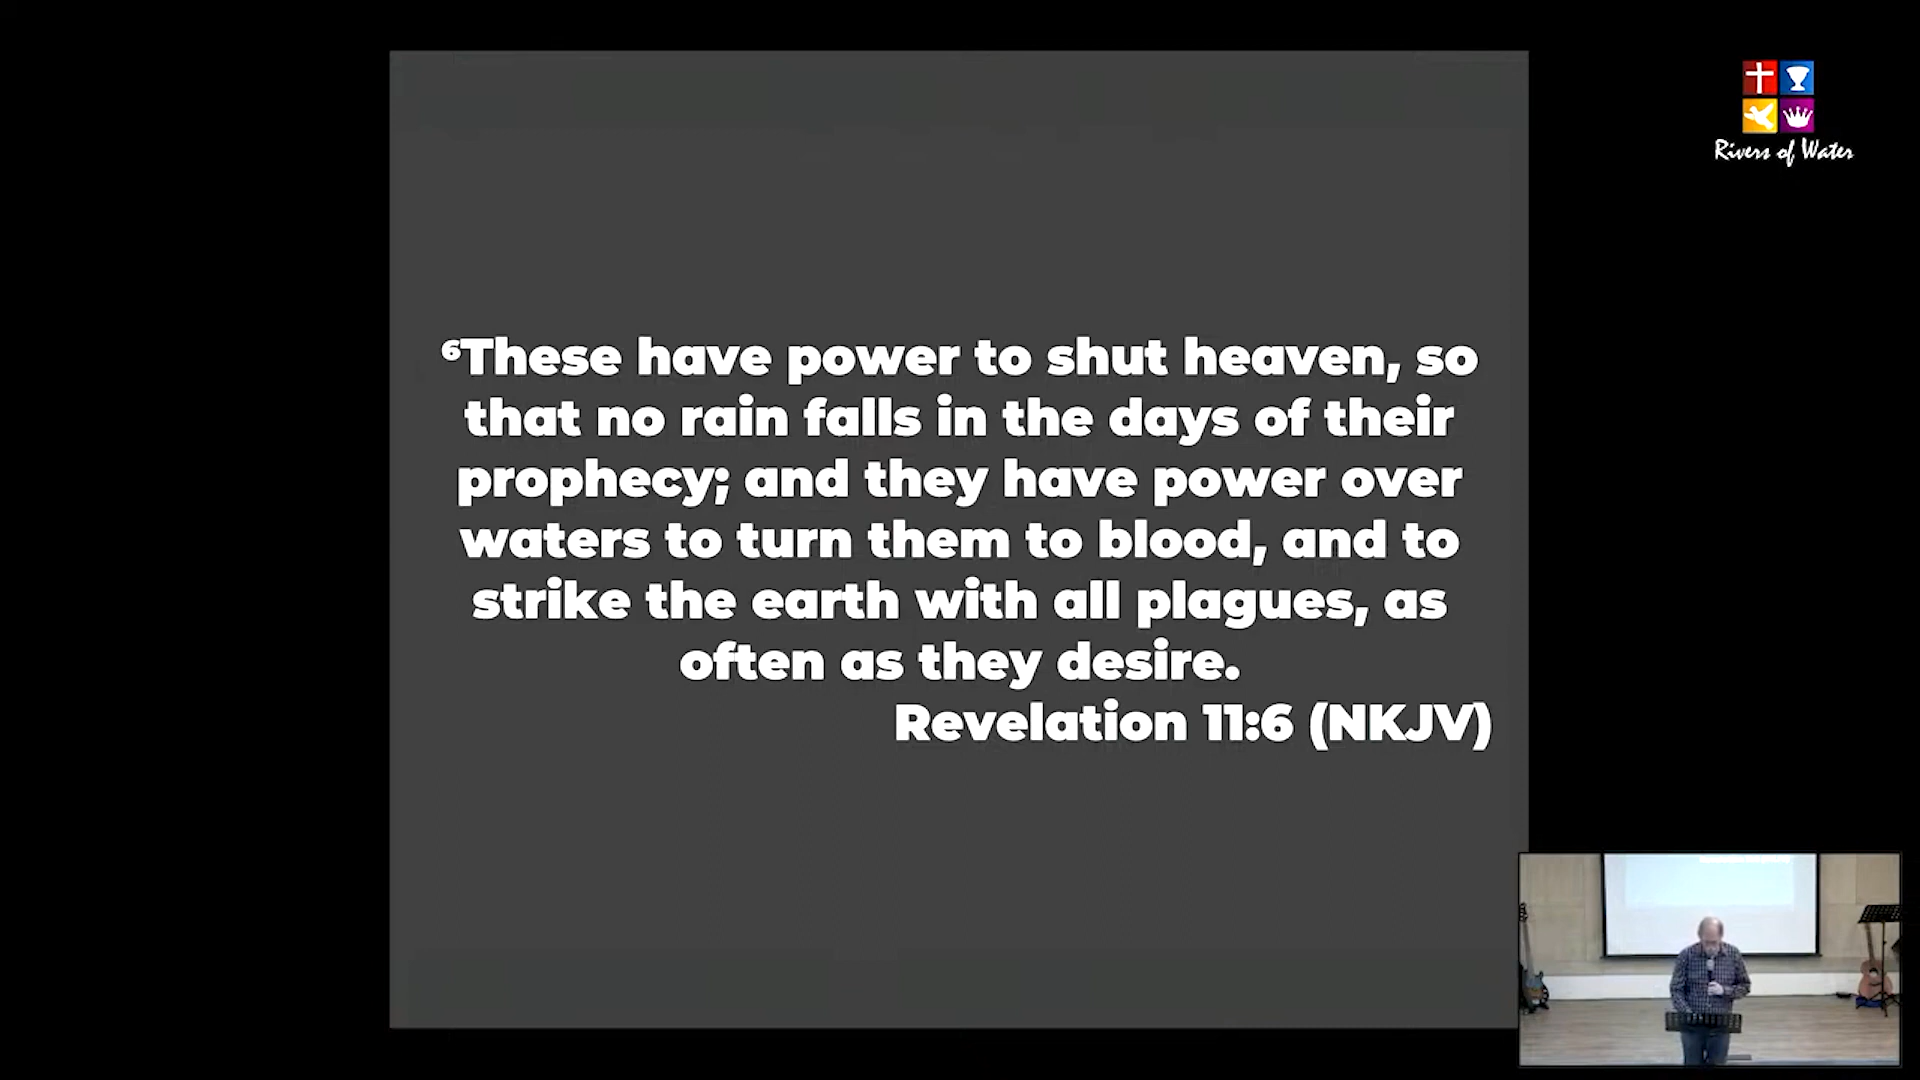 ⁶These have power to shut heaven, so
that no rain falls in the days of their
prophecy; and they have power over
waters to turn them to blood, and to
strike the earth with all plagues, as
often as they desire.
Revelation 11:6 (NKJV)
Rivers of Water